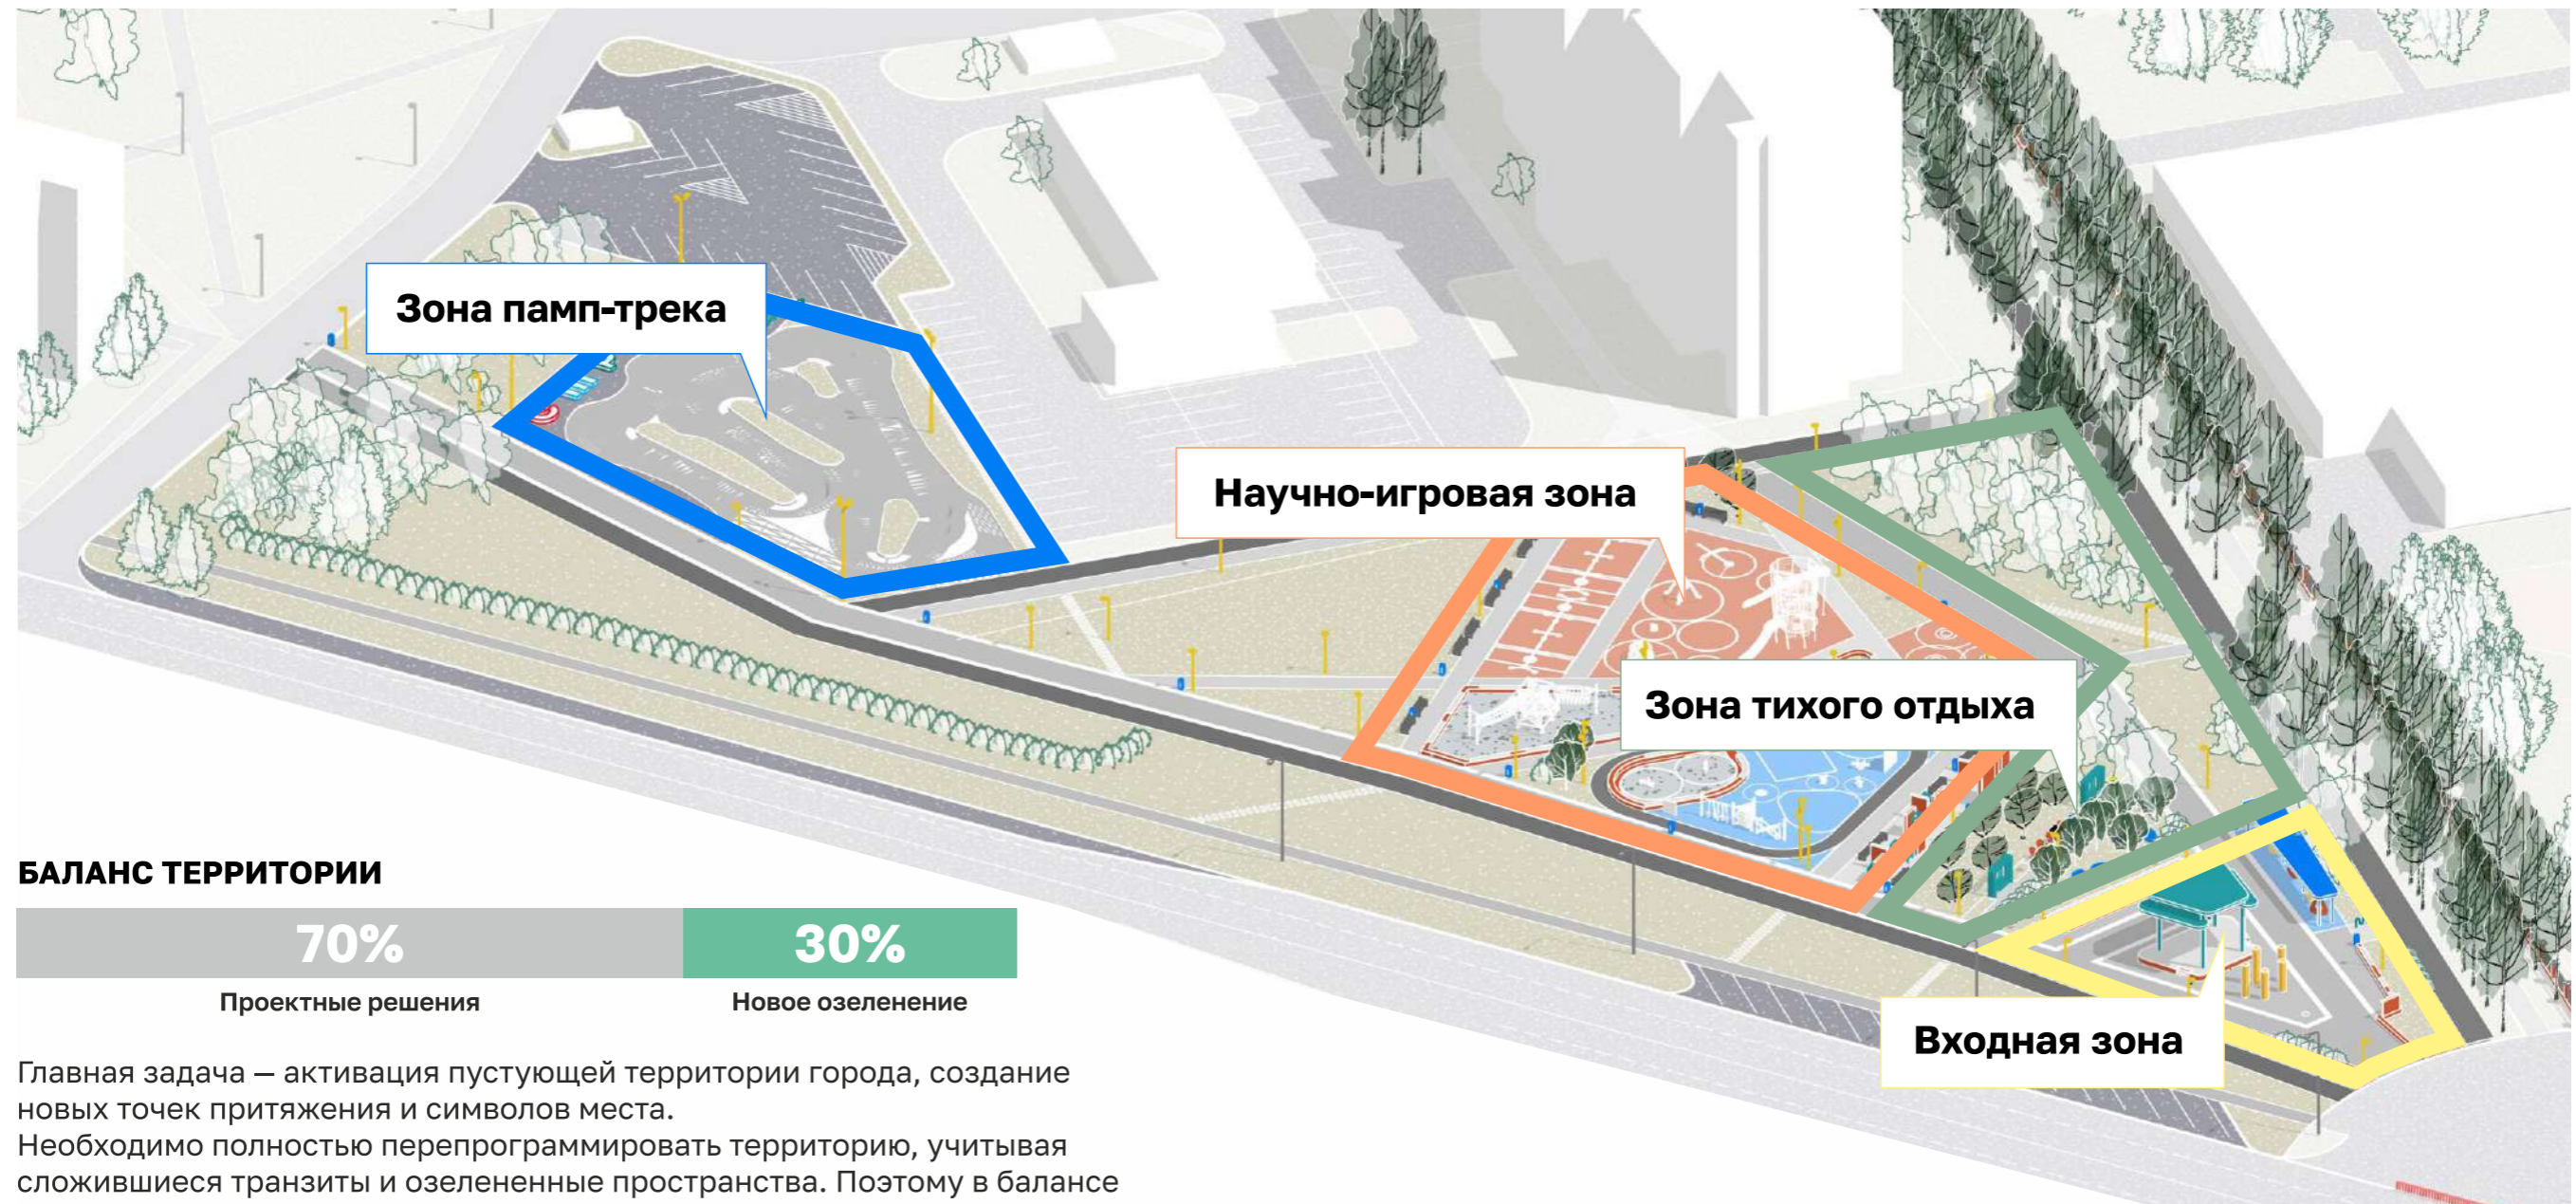 Зона памп-трека
Научно-игровая зона
Зона тихого отдыха
Входная зона
БАЛАНС ТЕРРИТОРИИ
70%
30%
Проектные решения
Новое озеленение
Главная задача — активация пустующей территории города, создание
новых точек притяжения и символов места.
Необходимо полностью перепрограммировать территорию, учитывая
сложившиеся транзиты и озелененные пространства. Поэтому в балансе